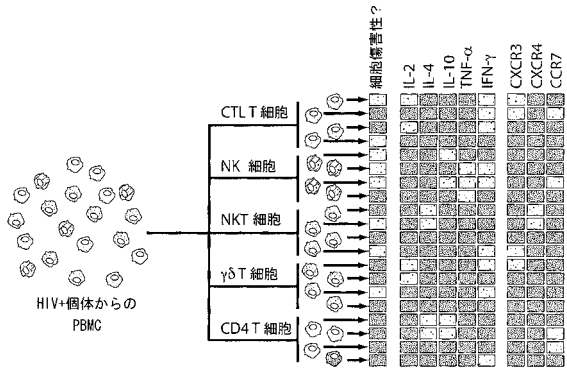 細胞傷害性？
IL-2
IL-4
IL-10
TNF-α
IFN-γ
CXCR3
CXCR4
CCR7
CTL T 細胞
NK 細胞
NKT 細胞
γδ T 細胞
CD4 T 細胞
HIV+個体からの
PBMC